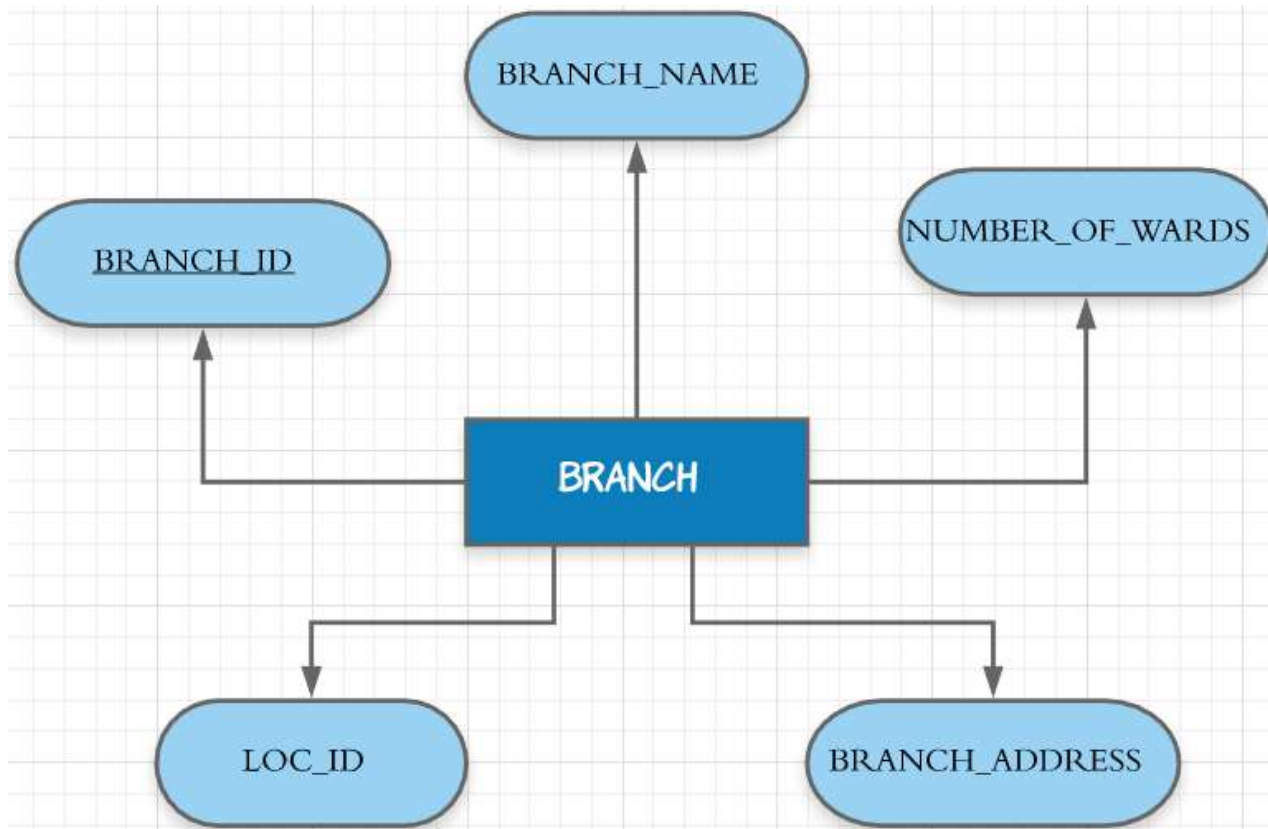 BRANCH_NAME
NUMBER_OF_WARDS
BRANCH_ID
BRANCH
LOC_ID
BRANCH_ADDRESS